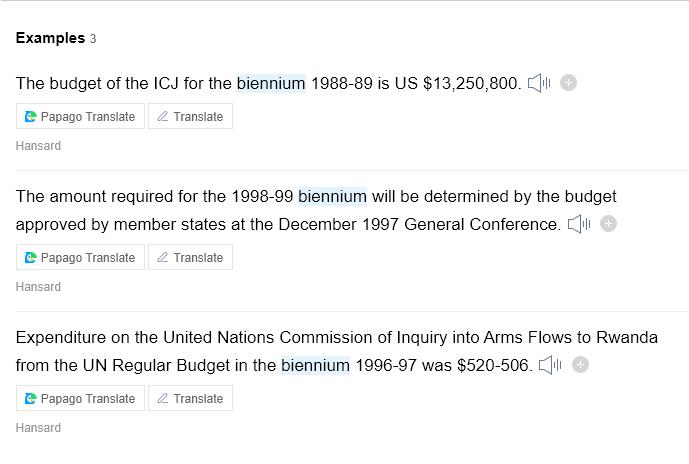 Examples 3
The budget of the ICJ for the biennium 1988-89 is US $13,250,800.
Papago Translate Translate
Hansard
The amount required for the 1998-99 biennium will be determined by the budget
approved by member states at the December 1997 General Conference.
Papago Translate Translate
Hansard
Expenditure on the United Nations Commission of Inquiry into Arms Flows to Rwanda
from the UN Regular Budget in the biennium 1996-97 was $520-506.
Papago Translate Translate
Hansard